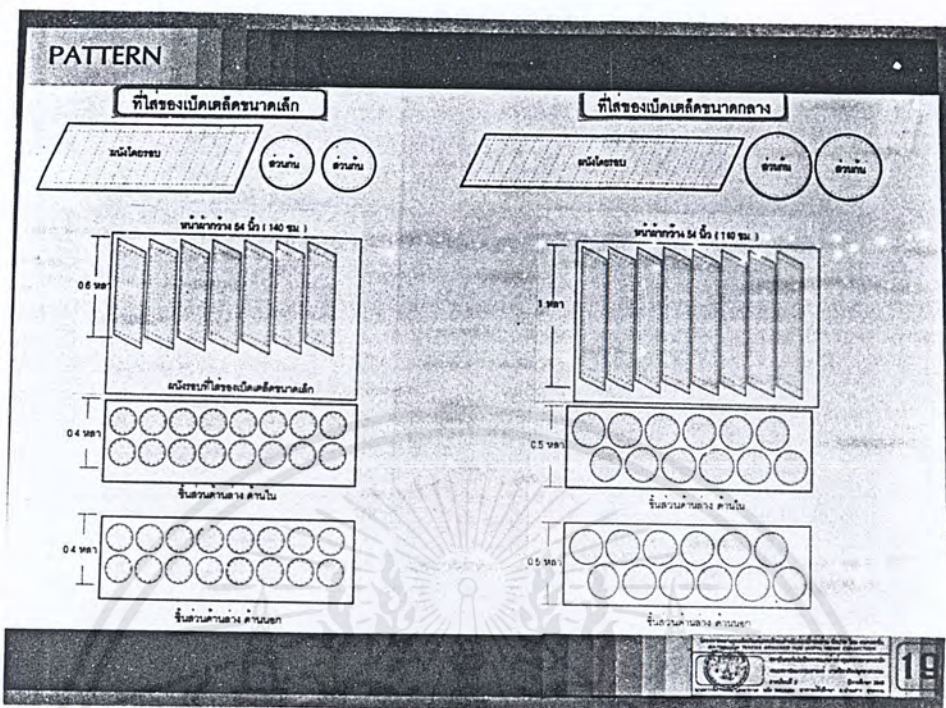 PATTERN
ที่ใส่ของเบ็ดเตล็ดขนาดเล็ก
ผนังโดยรอบ
ส่วนก้น
ส่วนก้น
หน้าผ้ากว้าง 54 นิ้ว ( 140 ซม. )
0.6 หลา
ผนังรอบที่ใส่ของเบ็ดเตล็ดขนาดเล็ก
0.4 หลา
ชิ้นส่วนด้านล่าง ด้านใน
0.4 หลา
ชิ้นส่วนด้านล่าง ด้านนอก
ที่ใส่ของเบ็ดเตล็ดขนาดกลาง
ผนังโดยรอบ
ส่วนก้น
ส่วนก้น
หน้าผ้ากว้าง 54 นิ้ว ( 140 ซม. )
1 หลา
0.5 หลา
ชิ้นส่วนด้านล่าง ด้านใน
0.5 หลา
ชิ้นส่วนด้านล่าง ด้านนอก
19